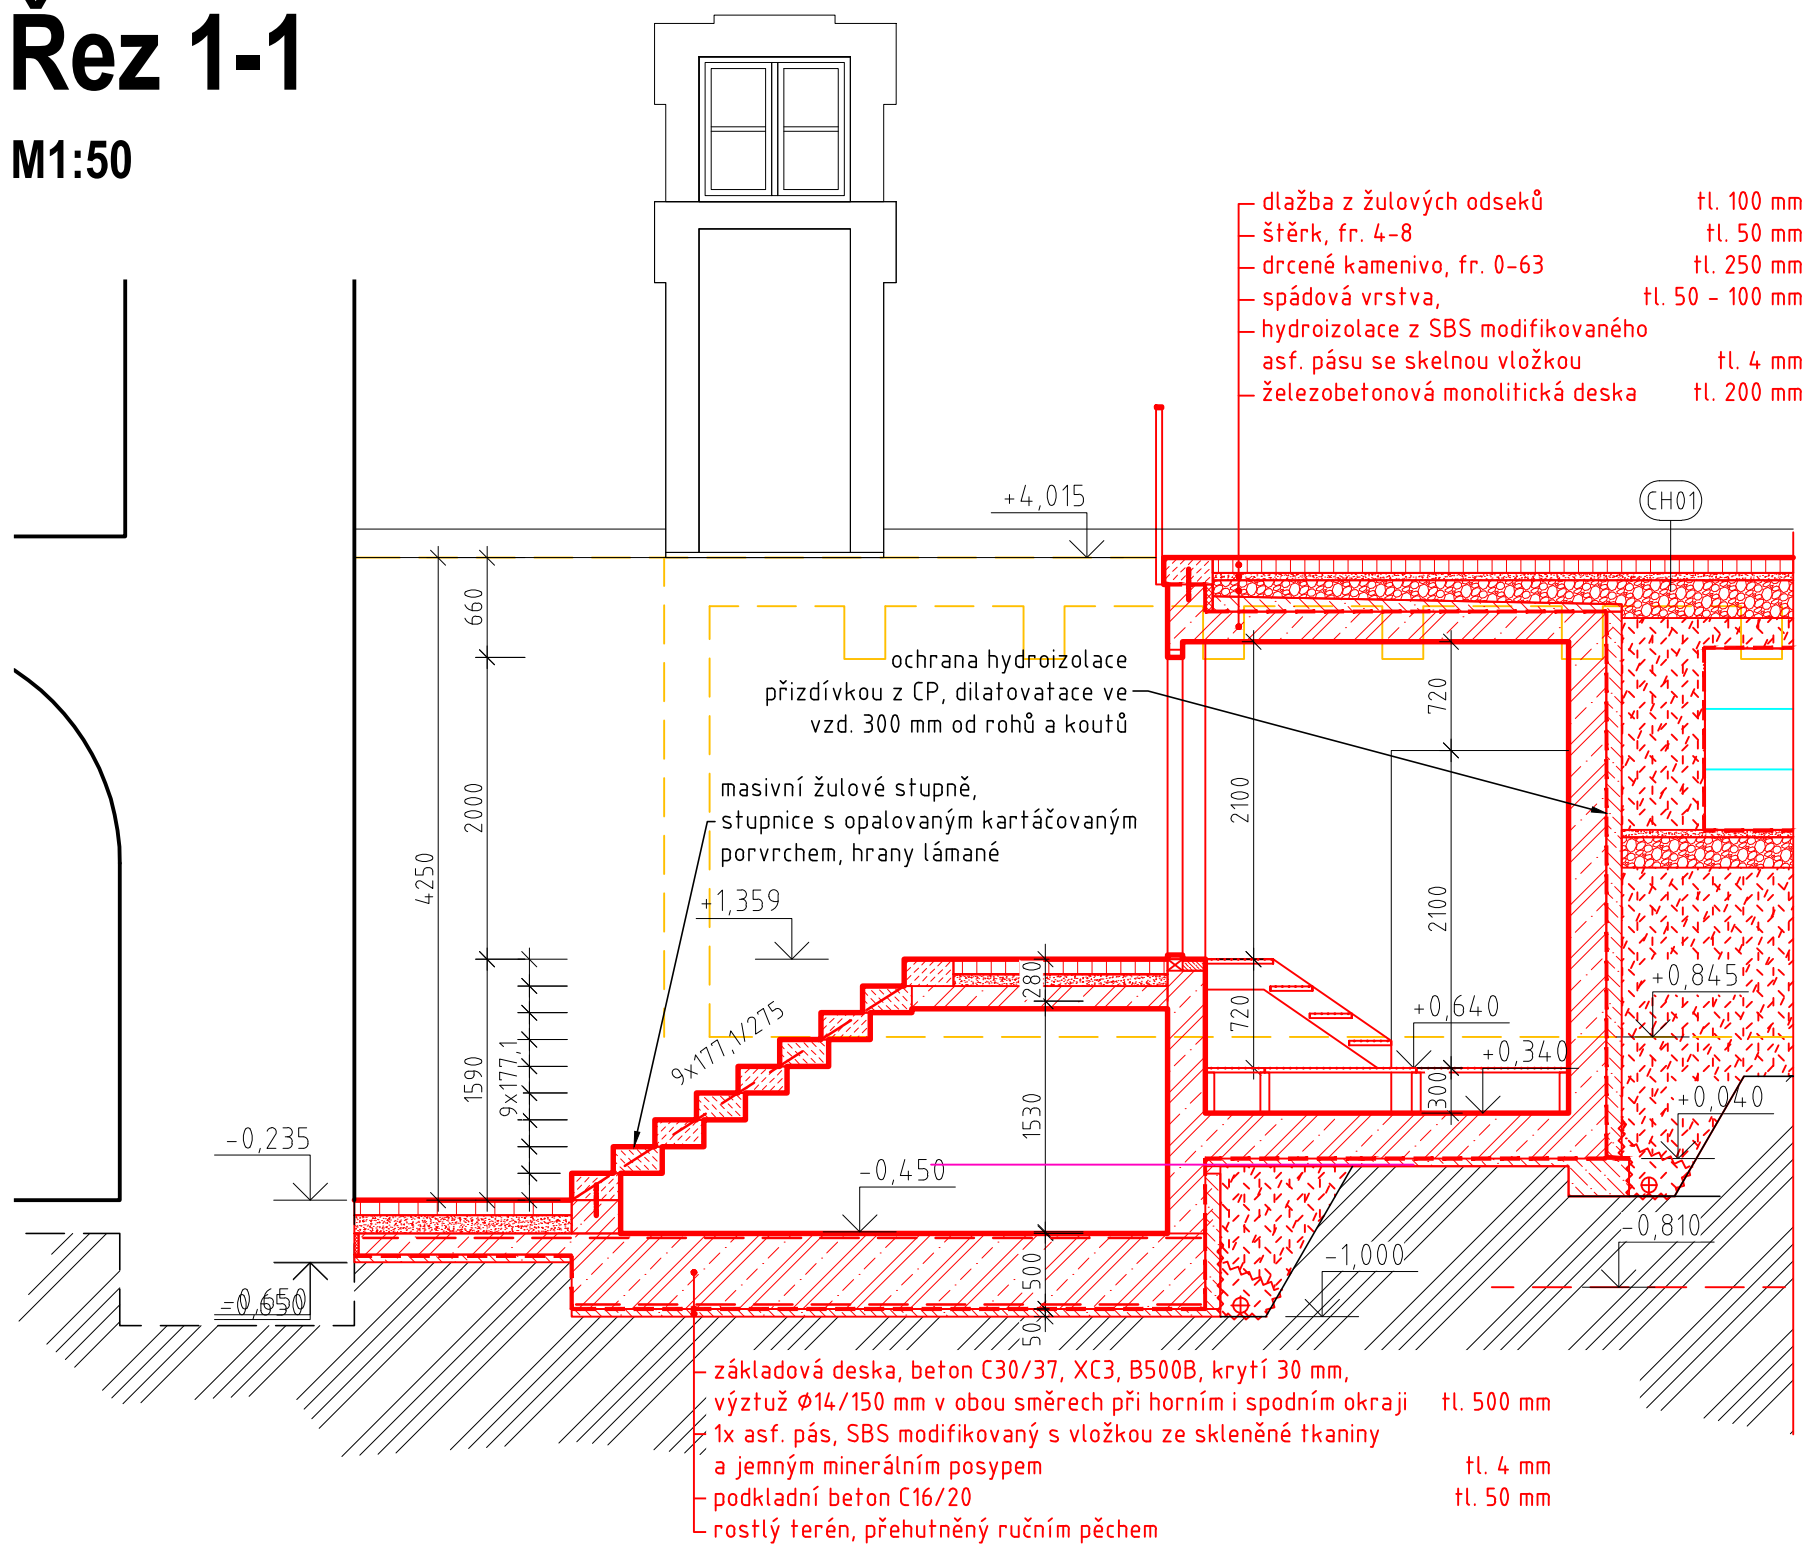 Řez 1-1
M1:50
dlažba z žulových odseků tl. 100 mm
štěrk, fr. 4-8 tl. 50 mm
drcené kamenivo, fr. 0-63 tl. 250 mm
spádová vrstva, tl. 50 - 100 mm
hydroizolace z SBS modifikovaného
asf. pásu se skelnou vložkou tl. 4 mm
železobetonová monolitická deska tl. 200 mm
+4,015
CH01
660
ochrana hydroizolace
přizdívkou z CP, dilatovatace ve
vzd. 300 mm od rohů a koutů
720
2000
2100
masivní žulové stupně,
stupnice s opalovaným kartáčovaným
porvrchem, hrany lámané
4250
2100
+1,359
280
+0,845
720
+0,640
9x177,1/275
+0,340
1590
9x177,1
300
+0,040
1530
-0,235
-0,450
-0,810
-1,000
500
-0,650
50
základová deska, beton C30/37, XC3, B500B, krytí 30 mm,
výztuž Φ14/150 mm v obou směrech při horním i spodním okraji tl. 500 mm
1x asf. pás, SBS modifikovaný s vložkou ze skleněné tkaniny
a jemným minerálním posypem tl. 4 mm
podkladní beton C16/20 tl. 50 mm
rostlý terén, přehutněný ručním pěchem